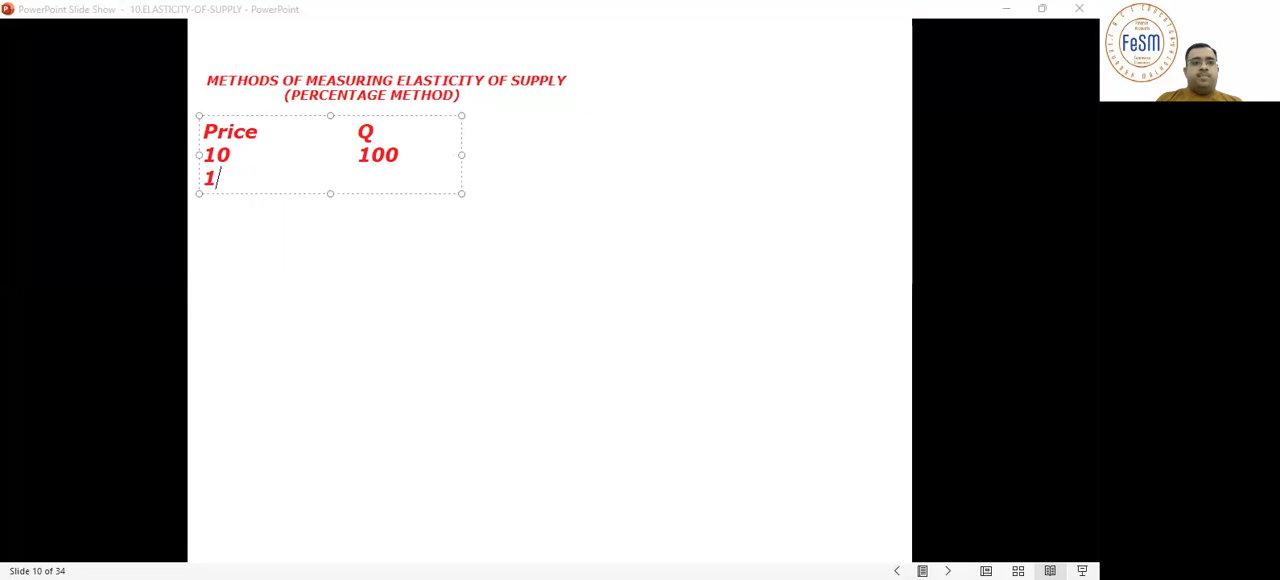 PowerPoint Slide Show - 10.ELASTICITY-OF-SUPPLY - PowerPoint
FeSM
METHODS OF MEASURING ELASTICITY OF SUPPLY
(PERCENTAGE METHOD)
Price Q
10 100
1
Slide 10 of 34